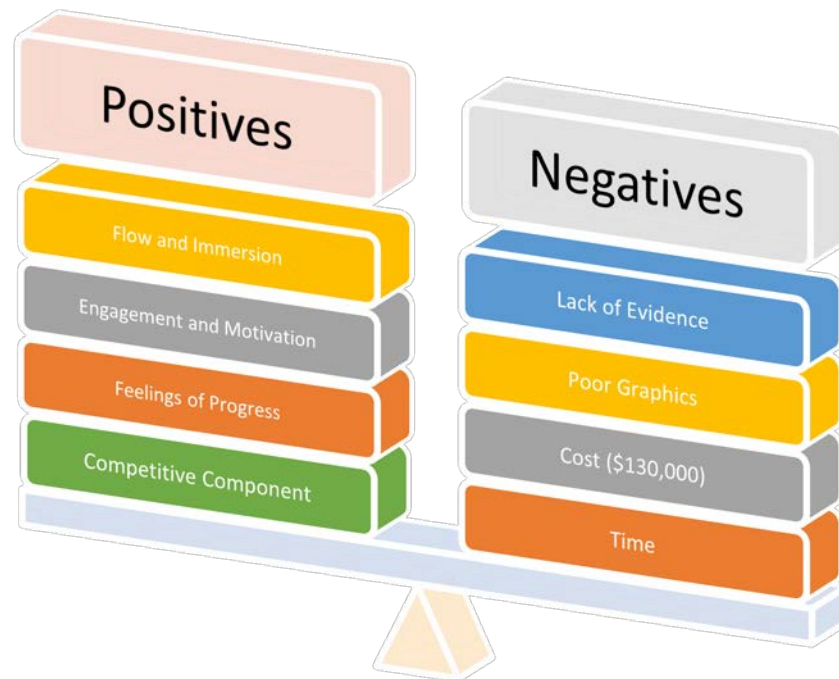 Positives
Flow and Immersion
Engagement and Motivation
Feelings of Progress
Competitive Component
Negatives
Lack of Evidence
Poor Graphics
Cost ($130,000)
Time